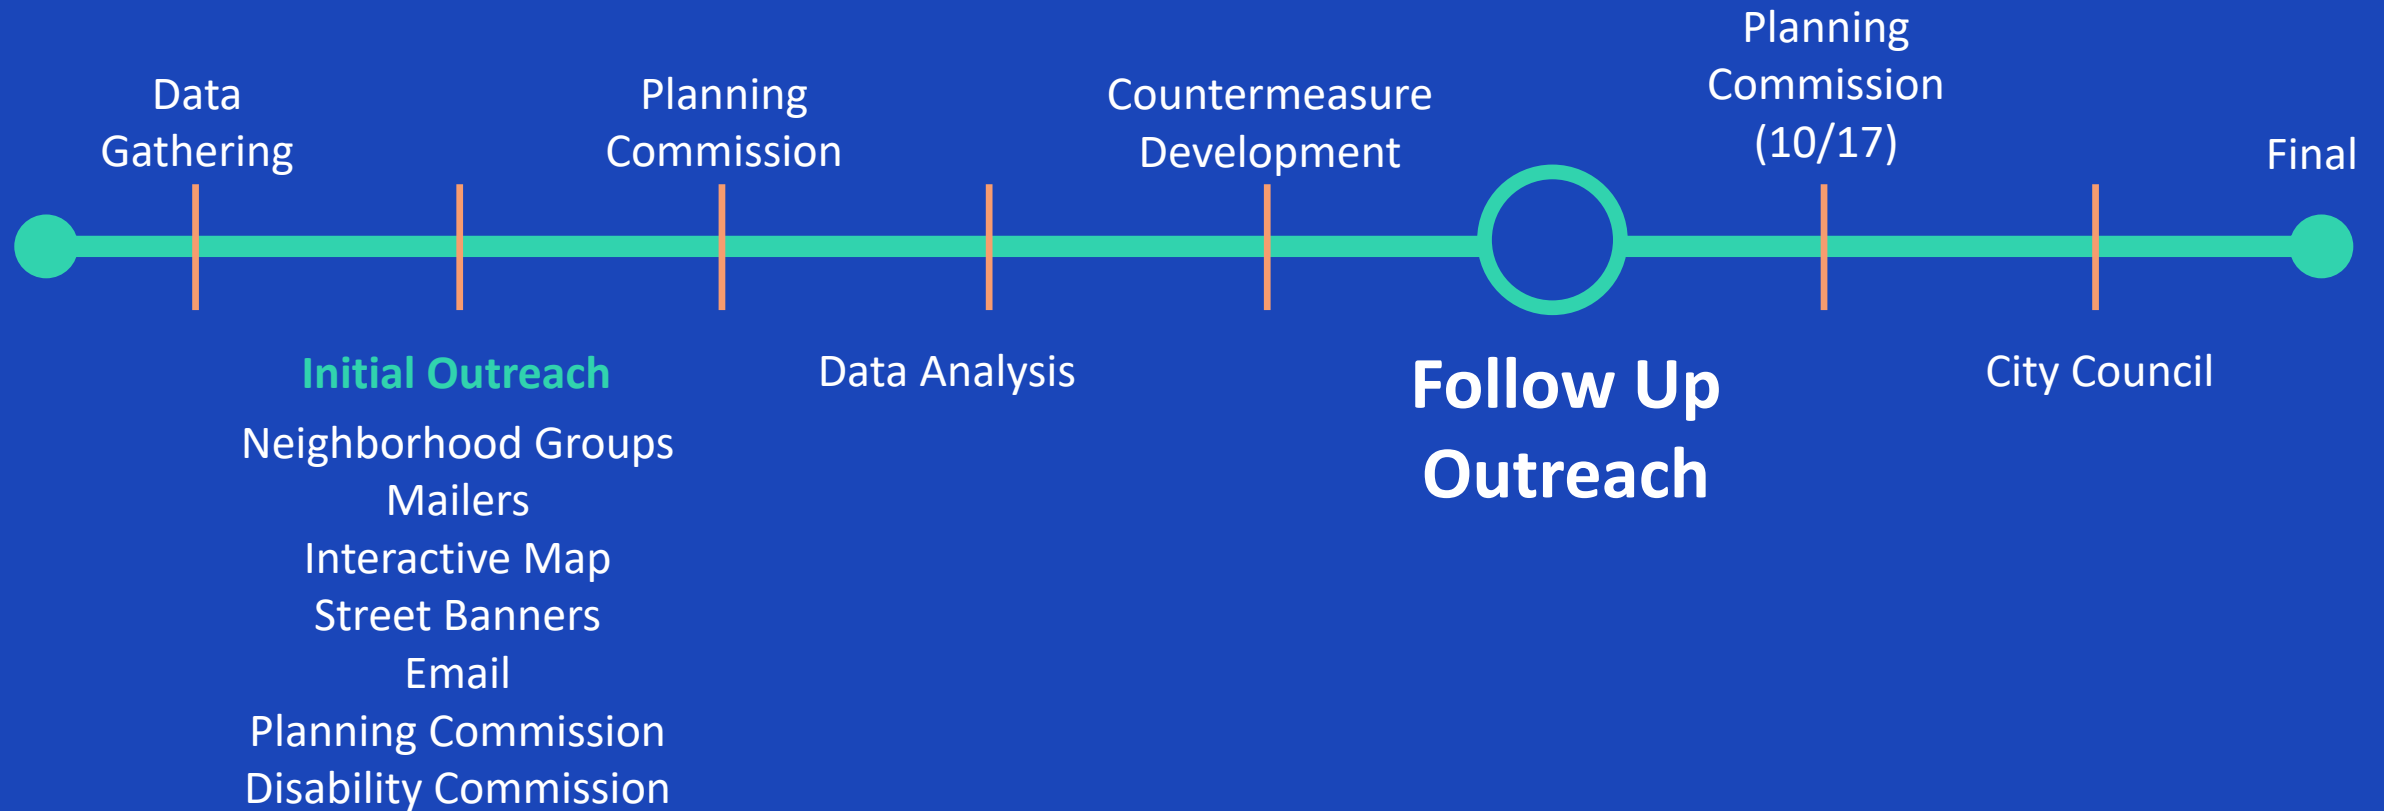 Data
Gathering
Initial Outreach
Neighborhood Groups
Mailers
Interactive Map
Street Banners
Email
Planning Commission
Disability Commission
Planning
Commission
Data Analysis
Countermeasure
Development
Follow Up
Outreach
Planning
Commission
(10/17)
City Council
Final